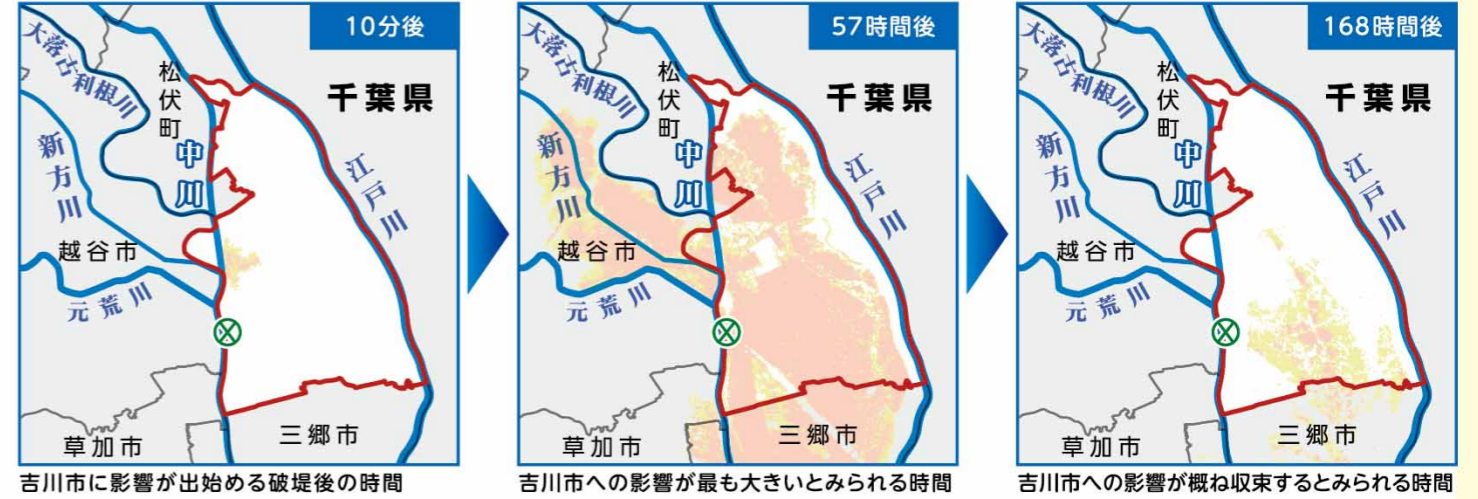 10分後
千葉県
大落古利根川
松伏町
中川
新方川
江戸川
越谷市
元荒川
草加市
三郷市
吉川市に影響が出始める破堤後の時間
57時間後
千葉県
大落古利根川
松伏町
中川
新方川
江戸川
越谷市
元荒川
草加市
三郷市
吉川市への影響が最も大きいとみられる時間
168時間後
千葉県
大落古利根川
松伏町
中川
新方川
江戸川
越谷市
元荒川
草加市
三郷市
吉川市への影響が概ね収束するとみられる時間